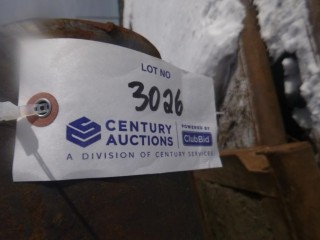 LOT NO
3026
CENTURY
AUCTIONS
POWERED BY
ClubBid
A DIVISION OF CENTURY SERVICES